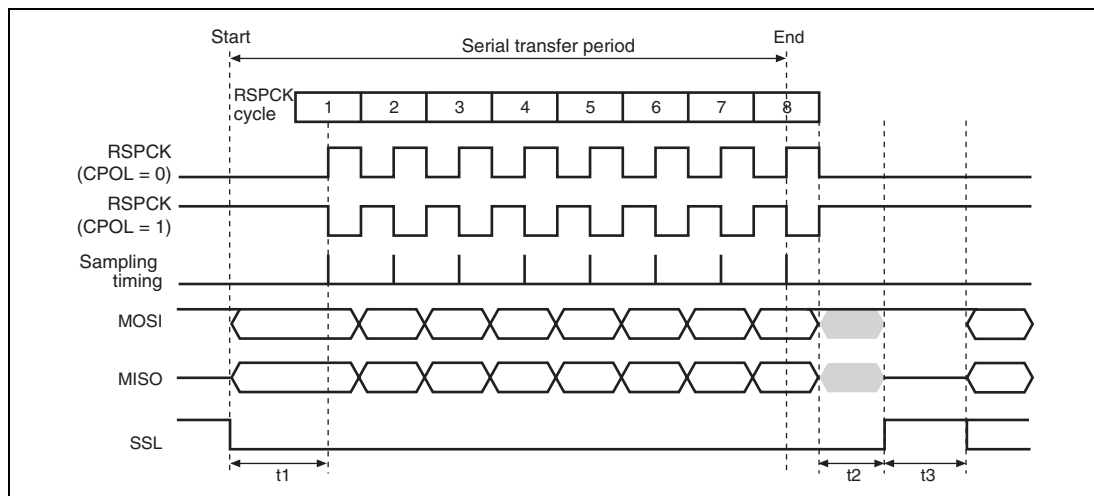 Start
End
Serial transfer period
RSPCK
cycle
1 2 3 4 5 6 7 8
RSPCK
(CPOL = 0)
RSPCK
(CPOL = 1)
Sampling
timing
MOSI
MISO
SSL
t1
t2
t3